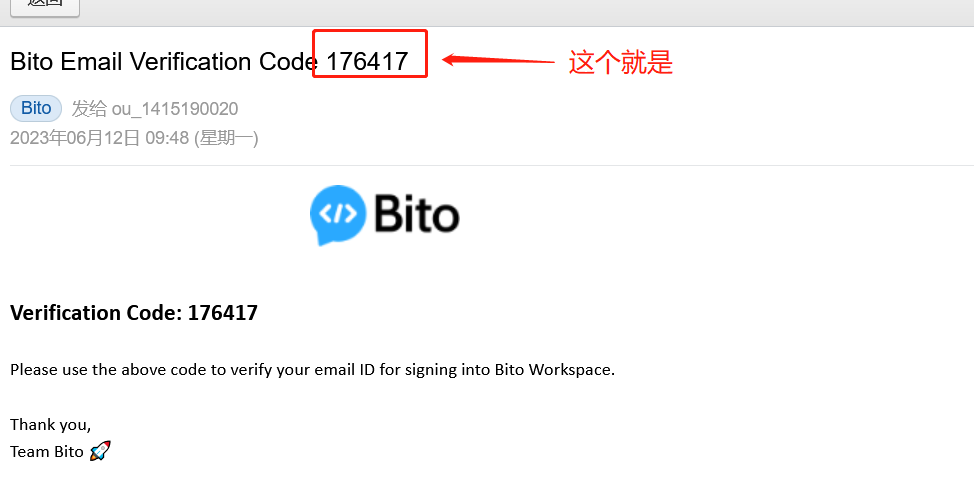 返回
Bito Email Verification Code 176417
这个就是
Bito 发给 ou_1415190020
2023年06月12日 09:48 (星期一)
</> Bito
Verification Code: 176417
Please use the above code to verify your email ID for signing into Bito Workspace.
Thank you,
Team Bito 🚀